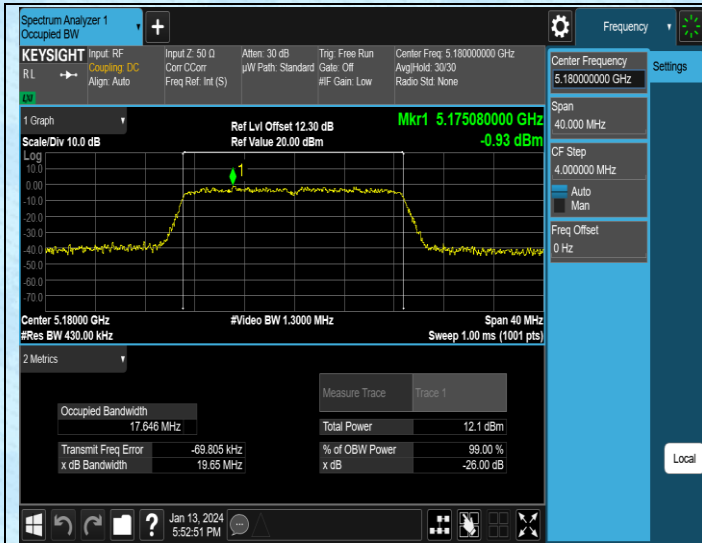 Spectrum Analyzer 1
Occupied BW
+
Frequency
KEYSIGHT
RL
LXI
Input: RF
Coupling: DC
Align: Auto
Input Z: 50 Ω
Corr CCorr
Freq Ref: Int (S)
Atten: 30 dB
µW Path: Standard
Trig: Free Run
Gate: Off
#IF Gain: Low
Center Freq: 5.180000000 GHz
Avg|Hold: 30/30
Radio Std: None
Center Frequency
5.180000000 GHz
Settings
Span
40.000 MHz
CF Step
4.000000 MHz
Auto
Man
Freq Offset
0 Hz
Local
1 Graph
Scale/Div 10.0 dB
Ref Lvl Offset 12.30 dB
Ref Value 20.00 dBm
Mkr1 5.175080000 GHz
-0.93 dBm
Log
10.0
0.00
-10.0
-20.0
-30.0
-40.0
-50.0
-60.0
-70.0
1
Center 5.18000 GHz
#Res BW 430.00 kHz
#Video BW 1.3000 MHz
Span 40 MHz
Sweep 1.00 ms (1001 pts)
2 Metrics
Measure Trace
Trace 1
Occupied Bandwidth
17.646 MHz
Total Power
12.1 dBm
Transmit Freq Error
-69.805 kHz
% of OBW Power
99.00 %
x dB Bandwidth
19.65 MHz
x dB
-26.00 dB
?
Jan 13, 2024
5:52:51 PM